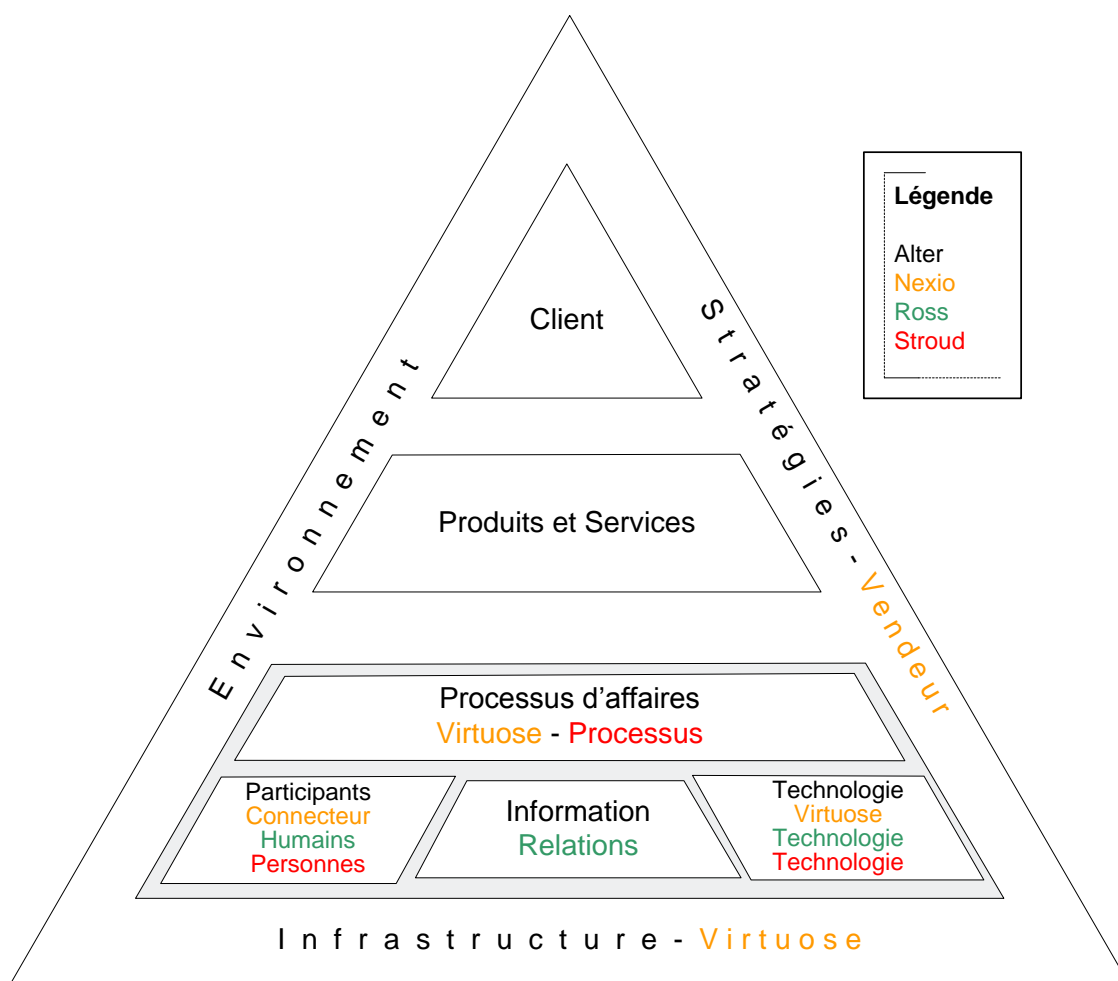 Légende
Alter
Nexio
Ross
Stroud
Client
Environnement
Stratégies - Vendeur
Produits et Services
Processus d’affaires
Virtuose - Processus
Participants
Connecteur
Humains
Personnes
Information
Relations
Technologie
Virtuose
Technologie
Technologie
Infrastructure - Virtuose